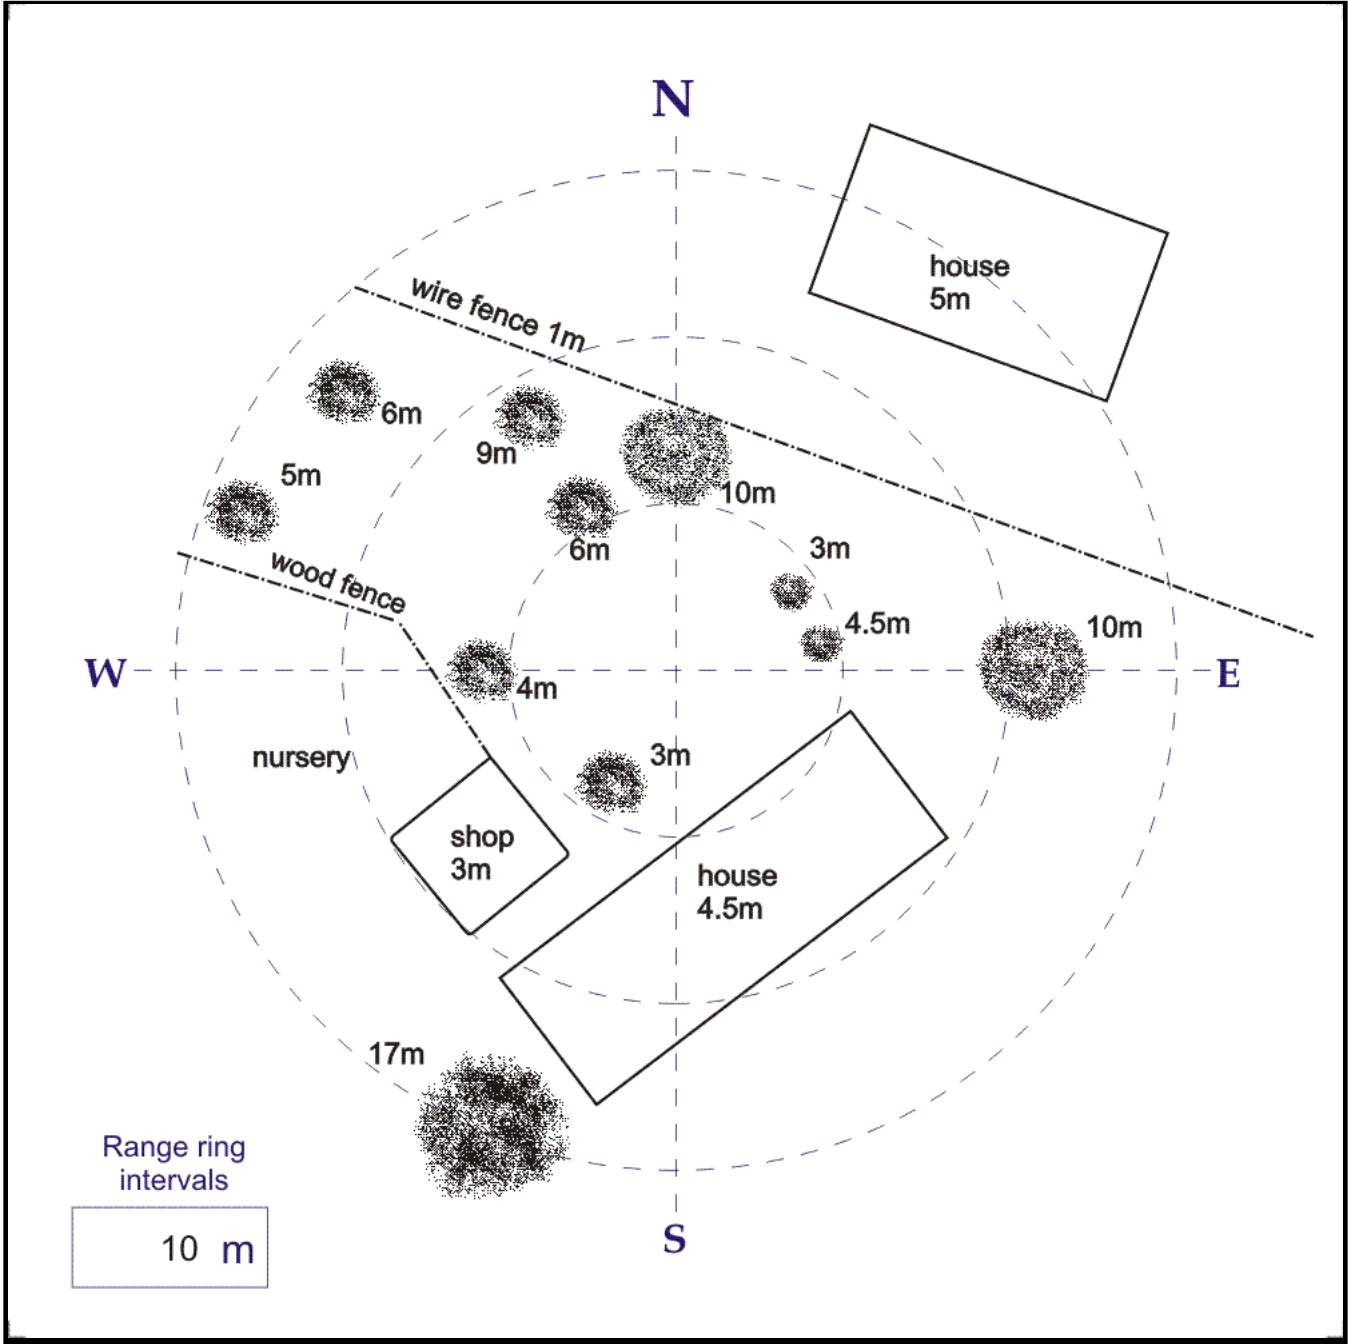 N
house
5m
wire fence 1m
6m
9m
5m
10m
6m
3m
wood fence
4.5m
10m
W
E
4m
nursery
3m
shop
3m
house
4.5m
17m
Range ring
intervals
10 m
S